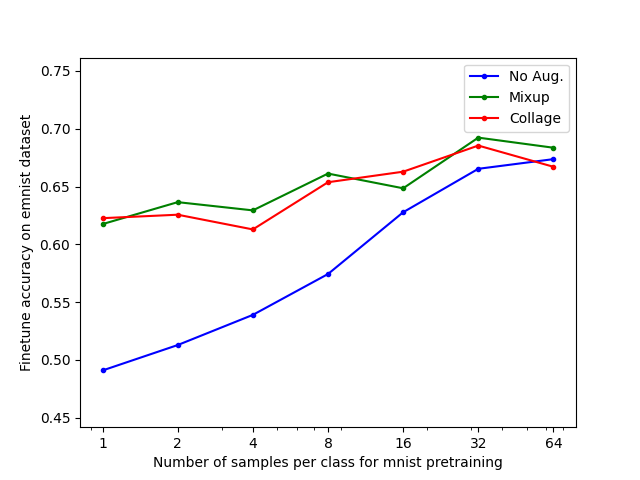 No Aug.
Mixup
Collage
Finetune accuracy on emnist dataset
0.75
0.70
0.65
0.60
0.55
0.50
0.45
1 2 4 8 16 32 64
Number of samples per class for mnist pretraining